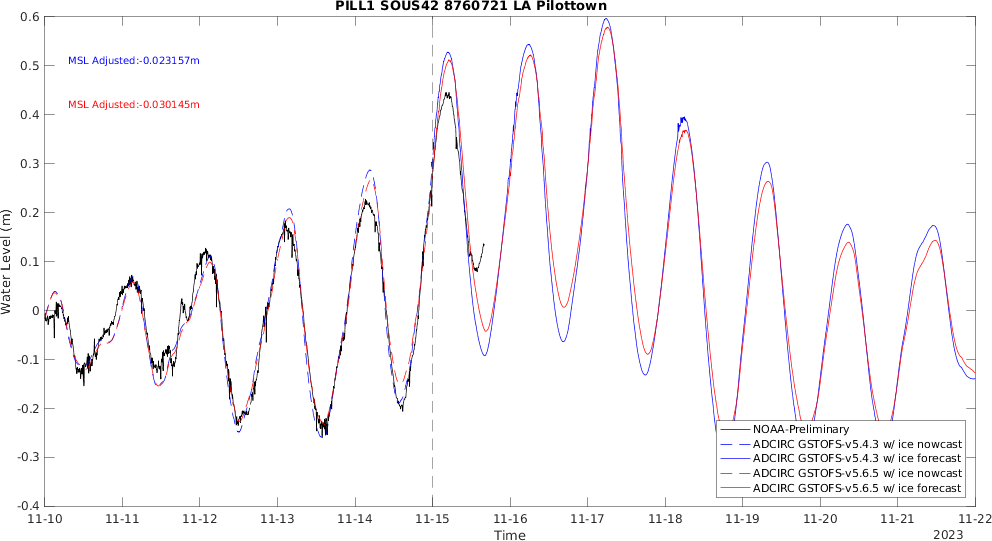 PILL1 SOUS42 8760721 LA Pilottown
MSL Adjusted:-0.023157m
MSL Adjusted:-0.030145m
Water Level (m)
0.6
0.5
0.4
0.3
0.2
0.1
0
-0.1
-0.2
-0.3
-0.4
NOAA-Preliminary
ADCIRC GSTOFS-v5.4.3 w/ ice nowcast
ADCIRC GSTOFS-v5.4.3 w/ ice forecast
ADCIRC GSTOFS-v5.6.5 w/ ice nowcast
ADCIRC GSTOFS-v5.6.5 w/ ice forecast
11-10 11-11 11-12 11-13 11-14 11-15 11-16 11-17 11-18 11-19 11-20 11-21 11-22
Time
2023